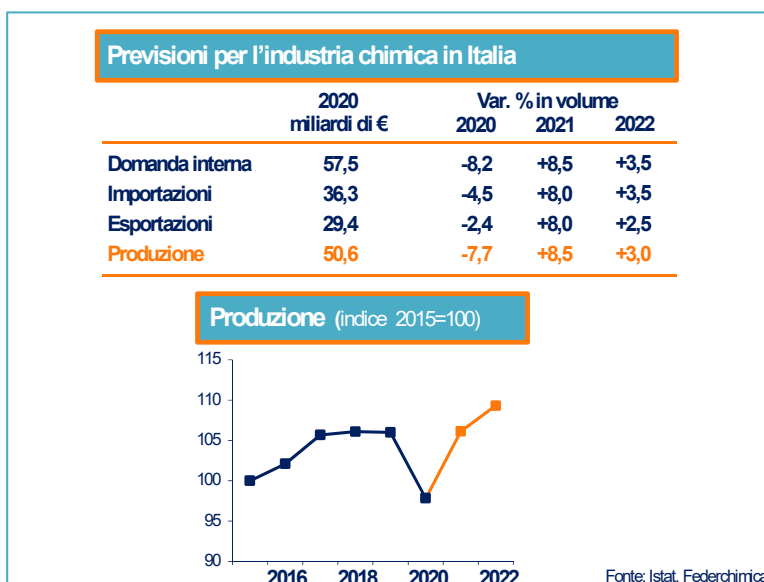 Previsioni per l'industria chimica in Italia
2020 Var. % in volume
miliardi di € 2020 2021 2022
Domanda interna 57,5 -8,2 +8,5 +3,5
Importazioni 36,3 -4,5 +8,0 +3,5
Esportazioni 29,4 -2,4 +8,0 +2,5
Produzione 50,6 -7,7 +8,5 +3,0
Produzione (indice 2015=100)
115
110
105
100
95
90
2016 2018 2020 2022
Fonte: Istat, Federchimica